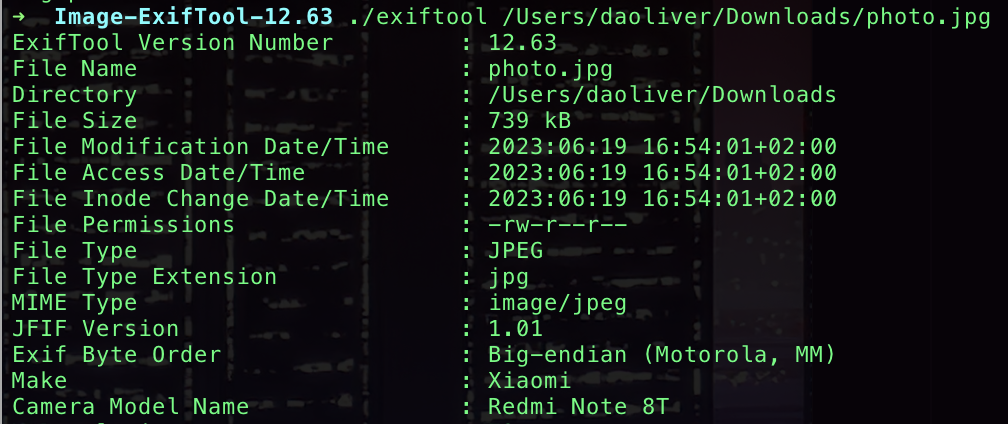 ➜ Image-ExifTool-12.63 ./exiftool /Users/daoliver/Downloads/photo.jpg
ExifTool Version Number : 12.63
File Name : photo.jpg
Directory : /Users/daoliver/Downloads
File Size : 739 kB
File Modification Date/Time : 2023:06:19 16:54:01+02:00
File Access Date/Time : 2023:06:19 16:54:01+02:00
File Inode Change Date/Time : 2023:06:19 16:54:01+02:00
File Permissions : -rw-r--r--
File Type : JPEG
File Type Extension : jpg
MIME Type : image/jpeg
JFIF Version : 1.01
Exif Byte Order : Big-endian (Motorola, MM)
Make : Xiaomi
Camera Model Name : Redmi Note 8T